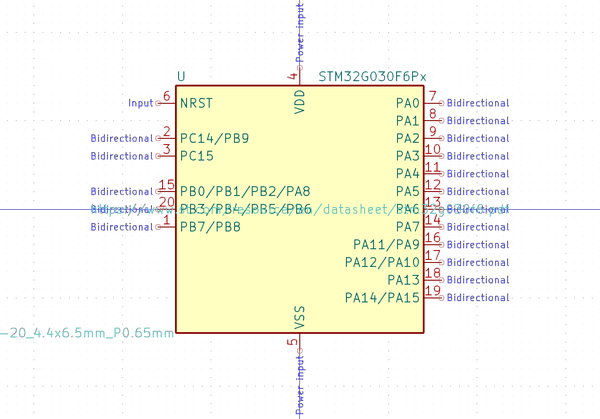 Power input
U STM32G030F6Px
4
VDD
Input 6 NRST PA0 7 Bidirectional
PA1 8 Bidirectional
Bidirectional 2 PC14/PB9 PA2 9 Bidirectional
Bidirectional 3 PC15 PA3 10 Bidirectional
PA4 11 Bidirectional
Bidirectional 15 PB0/PB1/PB2/PA8 PA5 12 Bidirectional
Bidirectional 20 PB3/PB4/PB5/PB6 PA6 13 Bidirectional
Bidirectional 1 PB7/PB8 PA7 14 Bidirectional
PA11/PA9 16 Bidirectional
PA12/PA10 17 Bidirectional
PA13 18 Bidirectional
PA14/PA15 19 Bidirectional
VSS
-20_4.4x6.5mm_P0.65mm
5
Power input